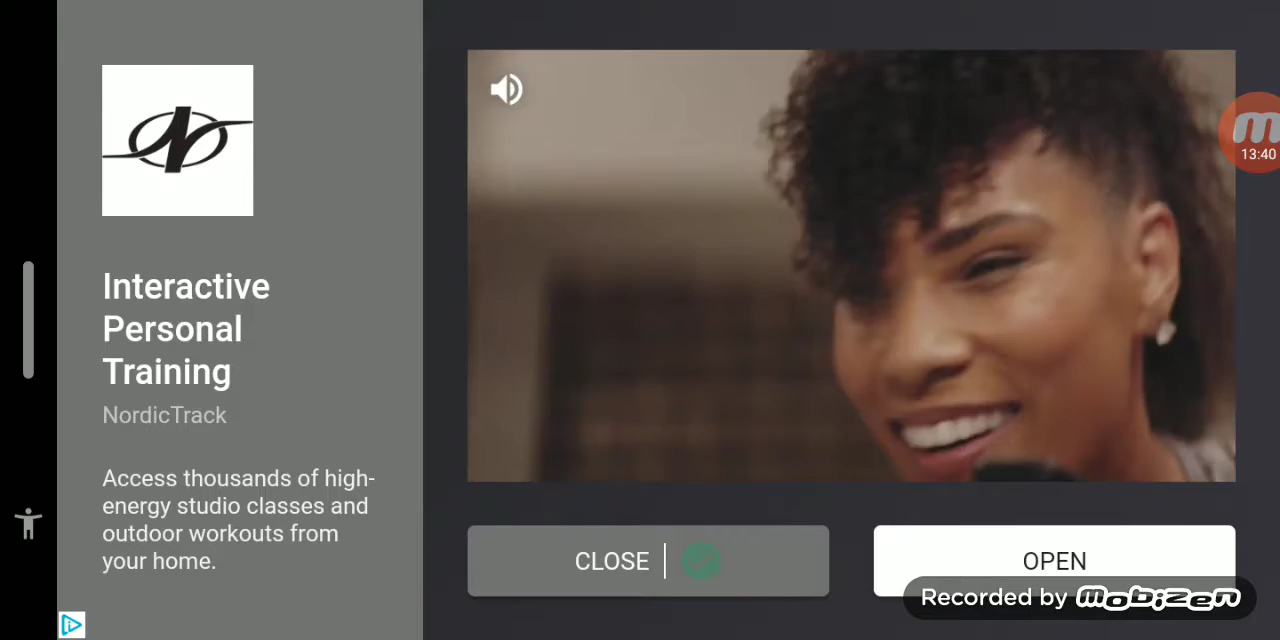 Interactive
Personal
Training
NordicTrack
Access thousands of high-
energy studio classes and
outdoor workouts from
your home.
CLOSE
OPEN
13:40
Recorded by mobizen